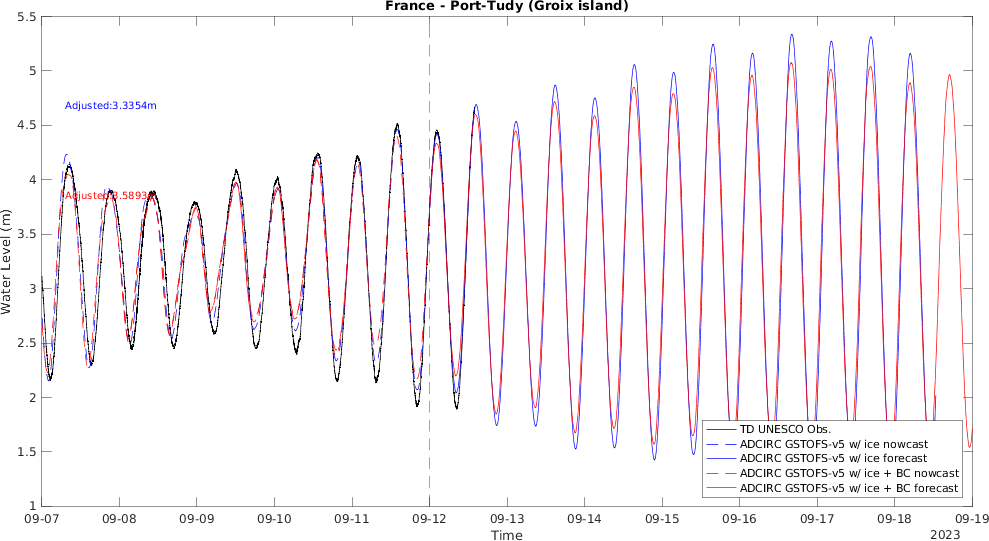 France - Port-Tudy (Groix island)
5.5
5
4.5
4
3.5
3
2.5
2
1.5
1
Water Level (m)
Adjusted:3.3354m
Adjusted:3.5893m
TD UNESCO Obs.
ADCIRC GSTOFS-v5 w/ ice nowcast
ADCIRC GSTOFS-v5 w/ ice forecast
ADCIRC GSTOFS-v5 w/ ice + BC nowcast
ADCIRC GSTOFS-v5 w/ ice + BC forecast
09-07 09-08 09-09 09-10 09-11 09-12 09-13 09-14 09-15 09-16 09-17 09-18 09-19
Time
2023